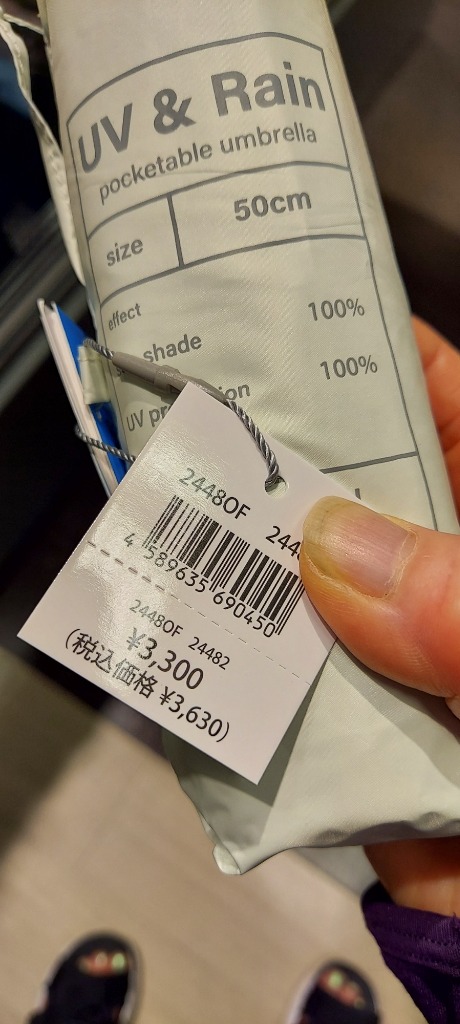 UV & Rain
pocketable umbrella
size 50cm
effect
shade 100%
UV 100%
2448OF
4 589635 690450
2448OF 24482
¥3,300
(税込価格 ¥3,630)